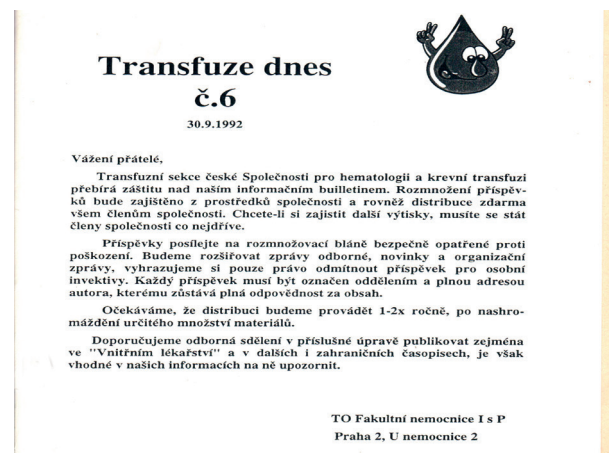 Transfuze dnes
č.6
30.9.1992
Vážení přátelé,
Transfuzní sekce české Společnosti pro hematologii a krevní transfuzi
přebírá záštitu nad naším informačním builletinem. Rozmnožení příspěv-
ků bude zajištěno z prostředků společnosti a rovněž distribuce zdarma
všem členům společnosti. Chcete-li si zajistit další výtisky, musíte se stát
členy společnosti co nejdříve.
Příspěvky posílejte na rozmnožovací bláně bezpečně opatřené proti
poškození. Budeme rozšiřovat zprávy odborné, novinky a organizační
zprávy, vyhrazujeme si pouze právo odmítnout příspěvek pro osobní
invektivy. Každý příspěvek musí být označen oddělením a plnou adresou
autora, kterému zůstává plná odpovědnost za obsah.
Očekáváme, že distribuci budeme provádět 1-2x ročně, po nashro-
máždění určitého množství materiálů.
Doporučujeme odborná sdělení v příslušné úpravě publikovat zejména
ve "Vnitřním lékařství" a v dalších i zahraničních časopisech, je však
vhodné v našich informacích na ně upozornit.
TO Fakultní nemocnice I s P
Praha 2, U nemocnice 2